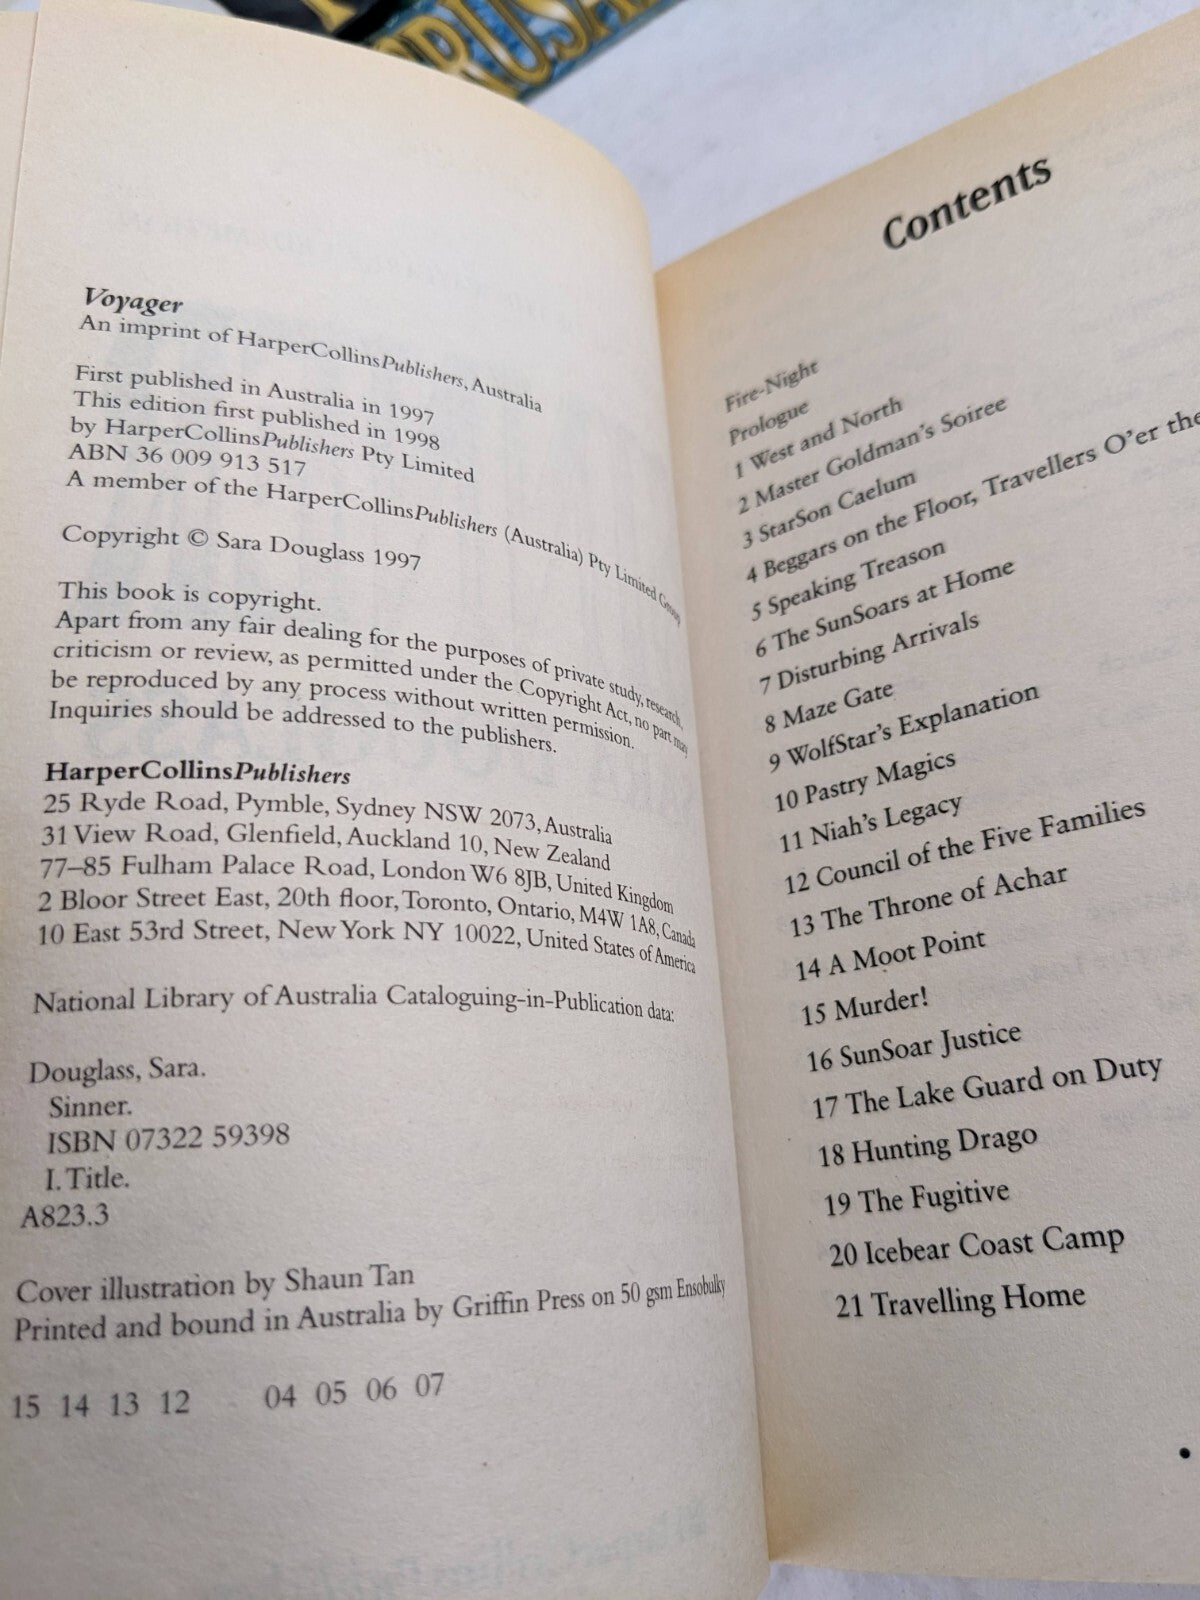 RUSA
Voyager
An imprint of HarperCollinsPublishers, Australia
First published in Australia in 1997
This edition first published in 1998
by HarperCollinsPublishers Pty Limited
ABN 36 009 913 517
A member of the HarperCollinsPublishers (Australia) Pty Limited Group
Copyright © Sara Douglass 1997
This book is copyright.
Apart from any fair dealing for the purposes of private study, research,
criticism or review, as permitted under the Copyright Act, no part may
be reproduced by any process without written permission.
Inquiries should be addressed to the publishers.
HarperCollinsPublishers
25 Ryde Road, Pymble, Sydney NSW 2073, Australia
31 View Road, Glenfield, Auckland 10, New Zealand
77–85 Fulham Palace Road, London W6 8JB, United Kingdom
2 Bloor Street East, 20th floor, Toronto, Ontario, M4W 1A8, Canada
10 East 53rd Street, New York NY 10022, United States of America
National Library of Australia Cataloguing-in-Publication data:
Douglass, Sara.
Sinner.
ISBN 07322 59398
I. Title.
A823.3
Cover illustration by Shaun Tan
Printed and bound in Australia by Griffin Press on 50 gsm Ensobulky
15 14 13 12 04 05 06 07
Contents
Fire-Night
Prologue
1 West and North
2 Master Goldman's Soiree
3 StarSon Caelum
4 Beggars on the Floor, Travellers O'er the
5 Speaking Treason
6 The SunSoars at Home
7 Disturbing Arrivals
8 Maze Gate
9 WolfStar's Explanation
10 Pastry Magics
11 Niah's Legacy
12 Council of the Five Families
13 The Throne of Achar
14 A Moot Point
15 Murder!
16 SunSoar Justice
17 The Lake Guard on Duty
18 Hunting Drago
19 The Fugitive
20 Icebear Coast Camp
21 Travelling Home